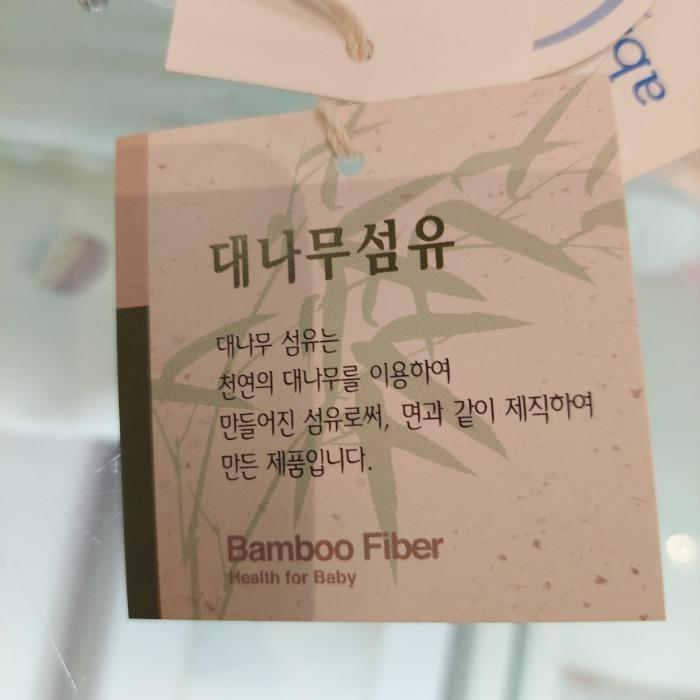 대나무섬유
대나무 섬유는
천연의 대나무를 이용하여
만들어진 섬유로써, 면과 같이 제직하여
만든 제품입니다.
Bamboo Fiber
Health for Baby